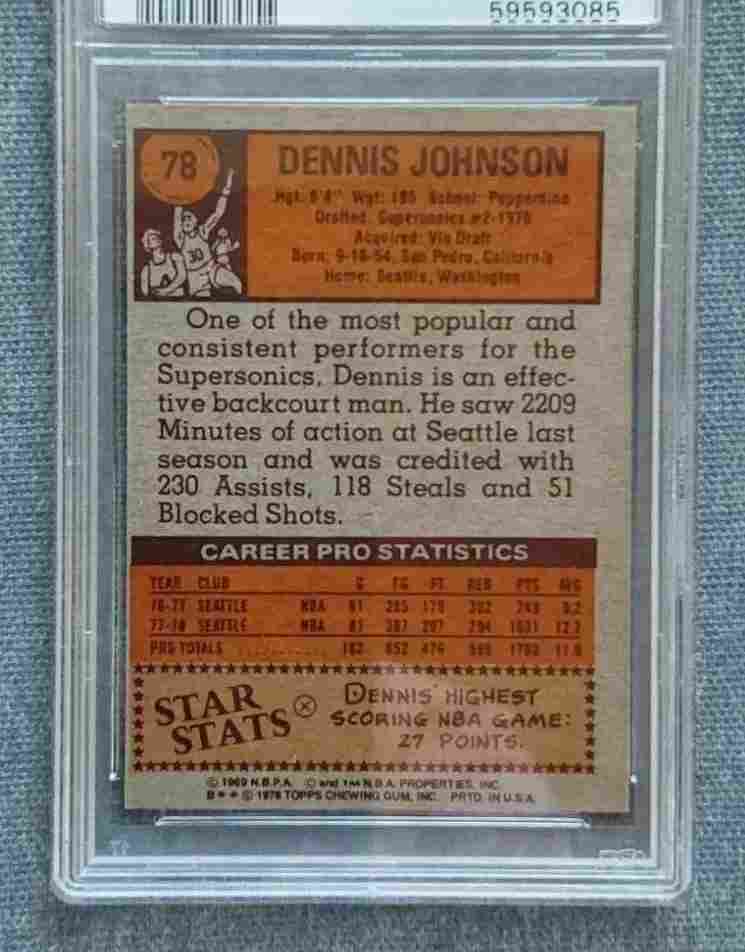 59593085
78
DENNIS JOHNSON
Hgt: 6'4" Wgt: 185 School: Pepperdine
Drafted: Supersonics #2-1976
Acquired: Via Draft
Born: 9-18-54, San Pedro, California
Home: Seattle, Washington
30
One of the most popular and
consistent performers for the
Supersonics, Dennis is an effec-
tive backcourt man. He saw 2209
Minutes of action at Seattle last
season and was credited with
230 Assists, 118 Steals and 51
Blocked Shots.
CAREER PRO STATISTICS
YEAR CLUB G FG FT REB PTS AVG
76-77 SEATTLE NBA 81 285 179 302 749 9.2
77-78 SEATTLE NBA 81 367 297 294 1031 12.7
PRO TOTALS 162 652 476 596 1780 11.0
STAR STATS
DENNIS' HIGHEST
SCORING NBA GAME:
27 POINTS.
© 1969 N.B.P.A. © and TM N.B.A. PROPERTIES, INC.
B ** © 1978 TOPPS CHEWING GUM, INC. PRTD. IN U.S.A.